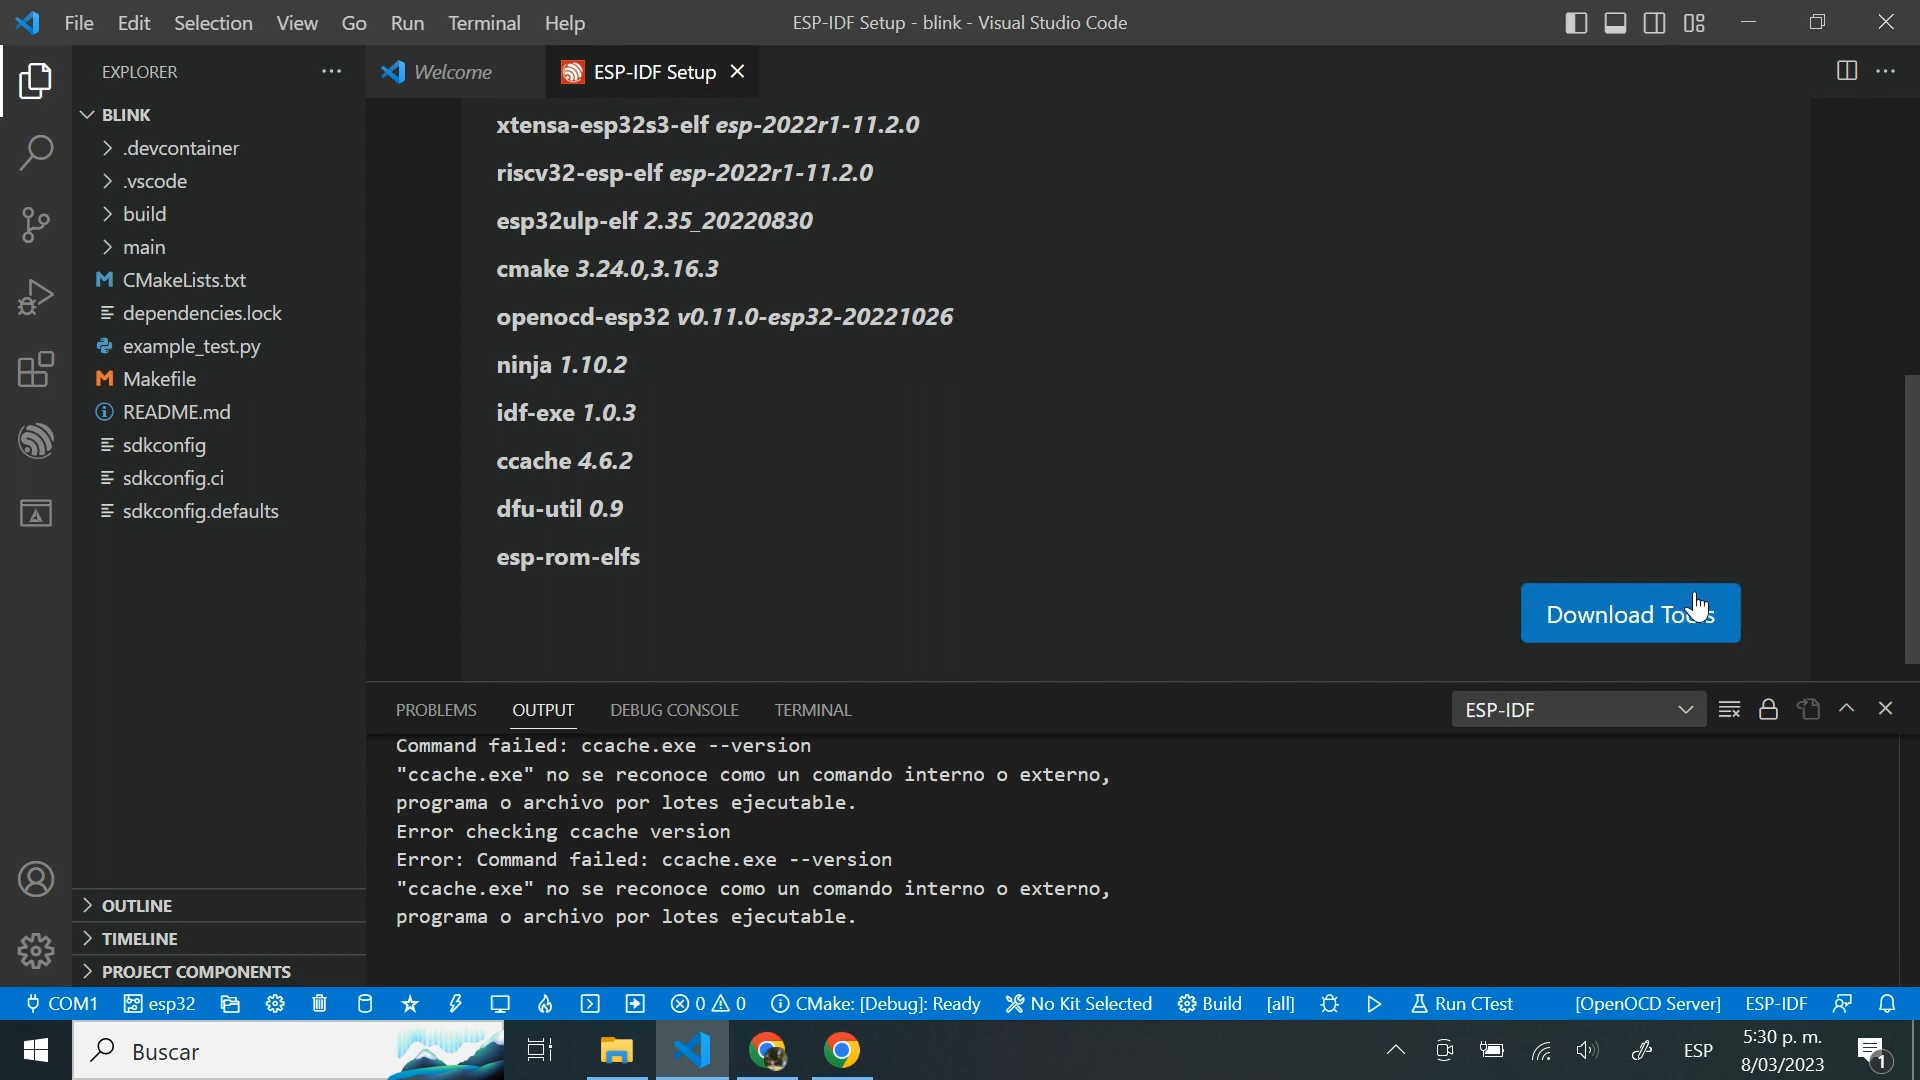 File Edit Selection View Go Run Terminal Help
ESP-IDF Setup - blink - Visual Studio Code
EXPLORER
Welcome
ESP-IDF Setup
BLINK
.devcontainer
.vscode
build
main
CMakeLists.txt
dependencies.lock
example_test.py
Makefile
README.md
sdkconfig
sdkconfig.ci
sdkconfig.defaults
OUTLINE
TIMELINE
PROJECT COMPONENTS
xtensa-esp32s3-elf esp-2022r1-11.2.0
riscv32-esp-elf esp-2022r1-11.2.0
esp32ulp-elf 2.35_20220830
cmake 3.24.0,3.16.3
openocd-esp32 v0.11.0-esp32-20221026
ninja 1.10.2
idf-exe 1.0.3
ccache 4.6.2
dfu-util 0.9
esp-rom-elfs
Download Tools
PROBLEMS OUTPUT DEBUG CONSOLE TERMINAL
ESP-IDF
Command failed: ccache.exe --version
"ccache.exe" no se reconoce como un comando interno o externo,
programa o archivo por lotes ejecutable.
Error checking ccache version
Error: Command failed: ccache.exe --version
"ccache.exe" no se reconoce como un comando interno o externo,
programa o archivo por lotes ejecutable.
COM1 esp32 0 0 CMake: [Debug]: Ready No Kit Selected Build [all] Run CTest [OpenOCD Server] ESP-IDF
Buscar
ESP
5:30 p. m.
8/03/2023
1